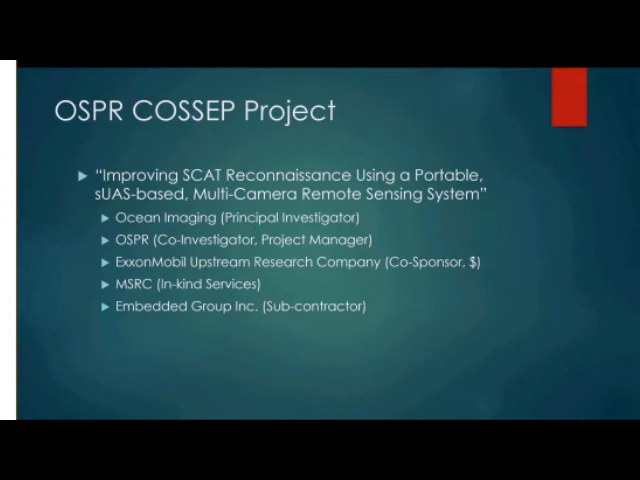 OSPR COSSEP Project
“Improving SCAT Reconnaissance Using a Portable,
sUAS-based, Multi-Camera Remote Sensing System”
Ocean Imaging (Principal Investigator)
OSPR (Co-Investigator, Project Manager)
ExxonMobil Upstream Research Company (Co-Sponsor, $)
MSRC (In-kind Services)
Embedded Group Inc. (Sub-contractor)